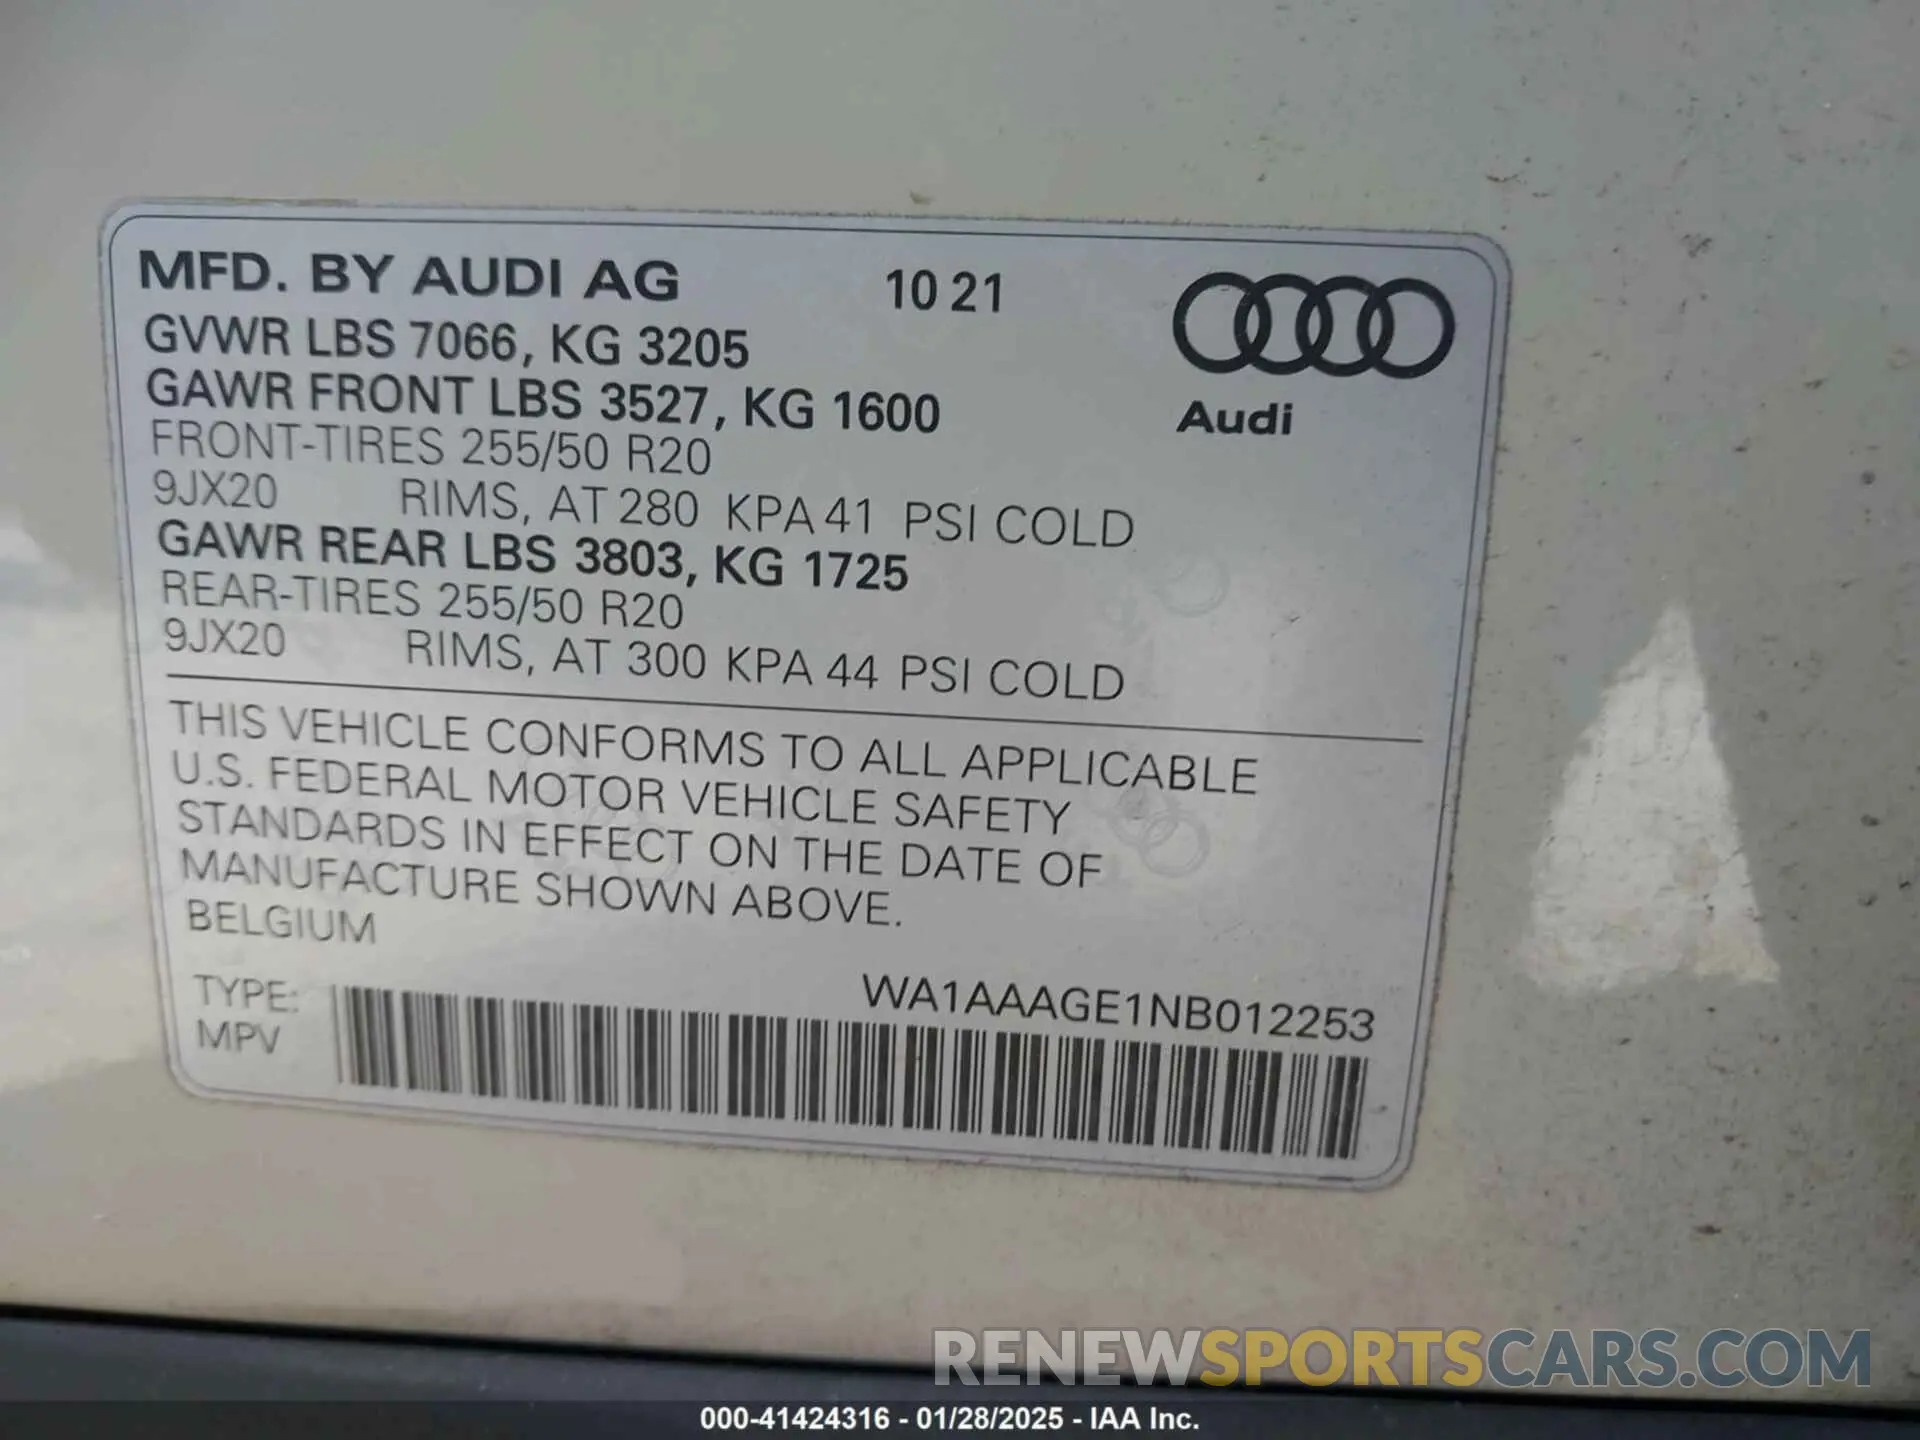 MFD. BY AUDI AG 10 21
GVWR LBS 7066, KG 3205
GAWR FRONT LBS 3527, KG 1600
Audi
FRONT-TIRES 255/50 R20
9JX20 RIMS, AT 280 KPA 41 PSI COLD
GAWR REAR LBS 3803, KG 1725
REAR-TIRES 255/50 R20
9JX20 RIMS, AT 300 KPA 44 PSI COLD
THIS VEHICLE CONFORMS TO ALL APPLICABLE
U.S. FEDERAL MOTOR VEHICLE SAFETY
STANDARDS IN EFFECT ON THE DATE OF
MANUFACTURE SHOWN ABOVE.
BELGIUM
TYPE: WA1AAAGE1NB012253
MPV
RENEWSPORTSCARS.COM
000-41424316 - 01/28/2025 - IAA Inc.